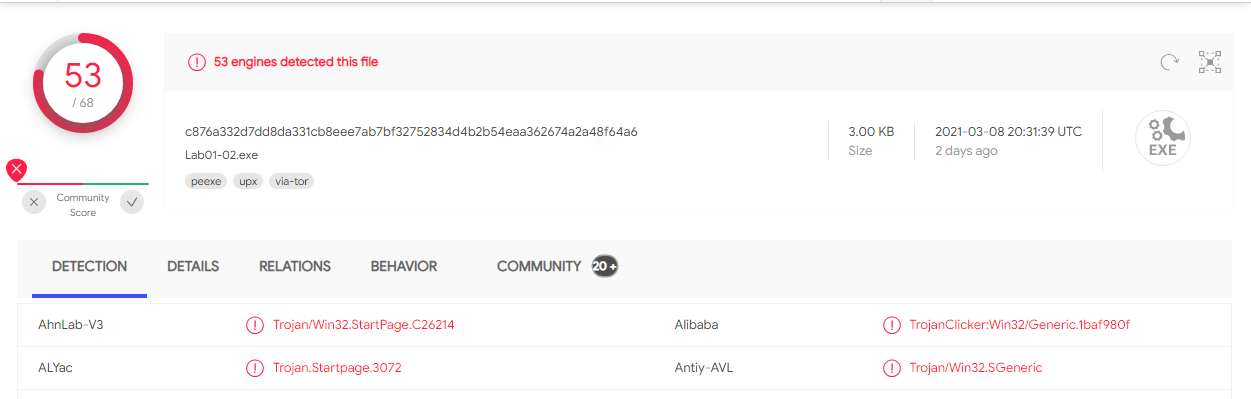 53
/ 68
Community
Score
53 engines detected this file
c876a332d7dd8da331cb8eee7ab7bf32752834d4b2b54eaa362674a2a48f64a6
Lab01-02.exe
peexe upx via-tor
3.00 KB
Size
2021-03-08 20:31:39 UTC
2 days ago
EXE
DETECTION DETAILS RELATIONS BEHAVIOR COMMUNITY 20+
AhnLab-V3 Trojan/Win32.StartPage.C26214 Alibaba TrojanClicker:Win32/Generic.1baf980f
ALYac Trojan.Startpage.3072 Antiy-AVL Trojan/Win32.SGeneric